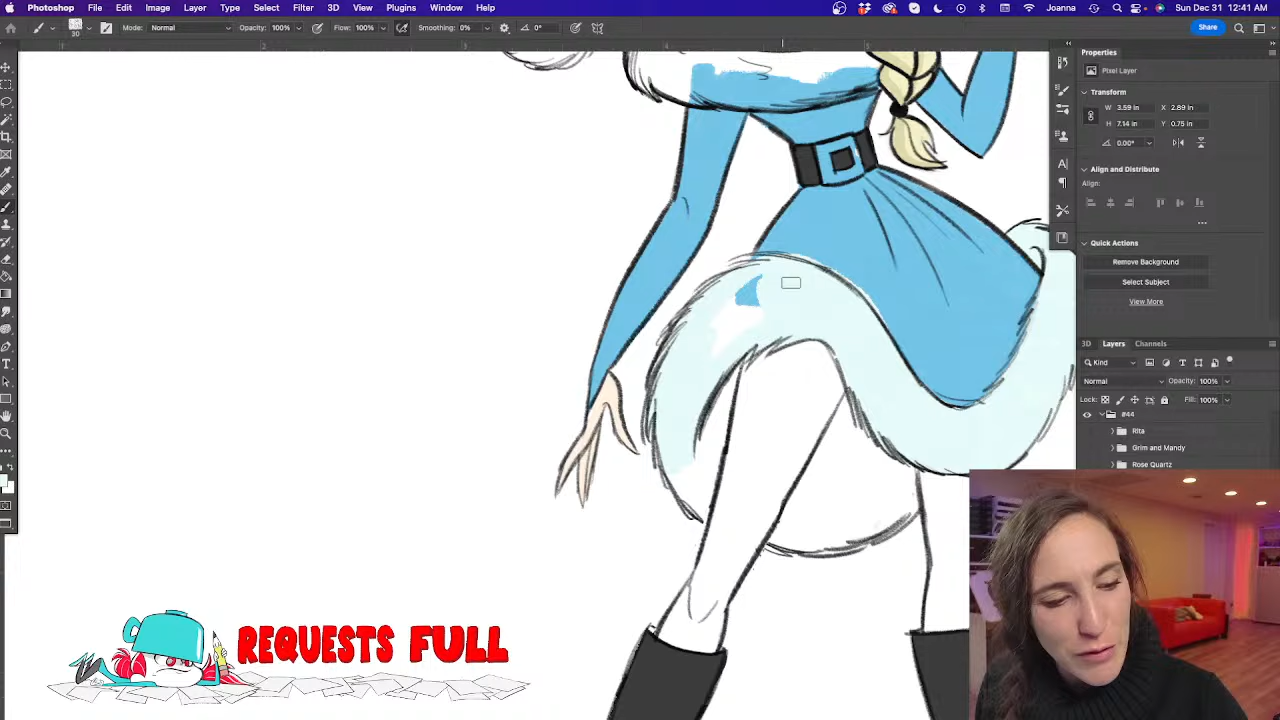 Photoshop File Edit Image Layer Type Select Filter 3D View Plugins Window Help Joanna Sun Dec 31 12:41 AM
30 Mode: Normal Opacity: 100% Flow: 100% Smoothing: 0% 0° Share
Properties
Pixel Layer
Transform
W 3.59 in X 2.89 in
H 7.14 in Y 0.75 in
0.00°
Align and Distribute
Align:
Quick Actions
Remove Background
Select Subject
View More
3D Layers Channels
Kind
Normal Opacity: 100%
Lock: Fill: 100%
#44
Rita
Grim and Mandy
Rose Quartz
REQUESTS FULL